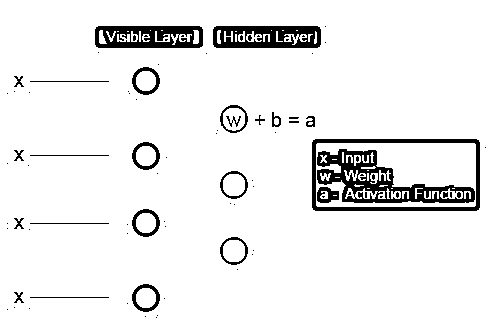 [Visible Layer] [Hidden Layer]
x
w + b = a
x
x = Input
w = Weight
a = Activation Function
x
x